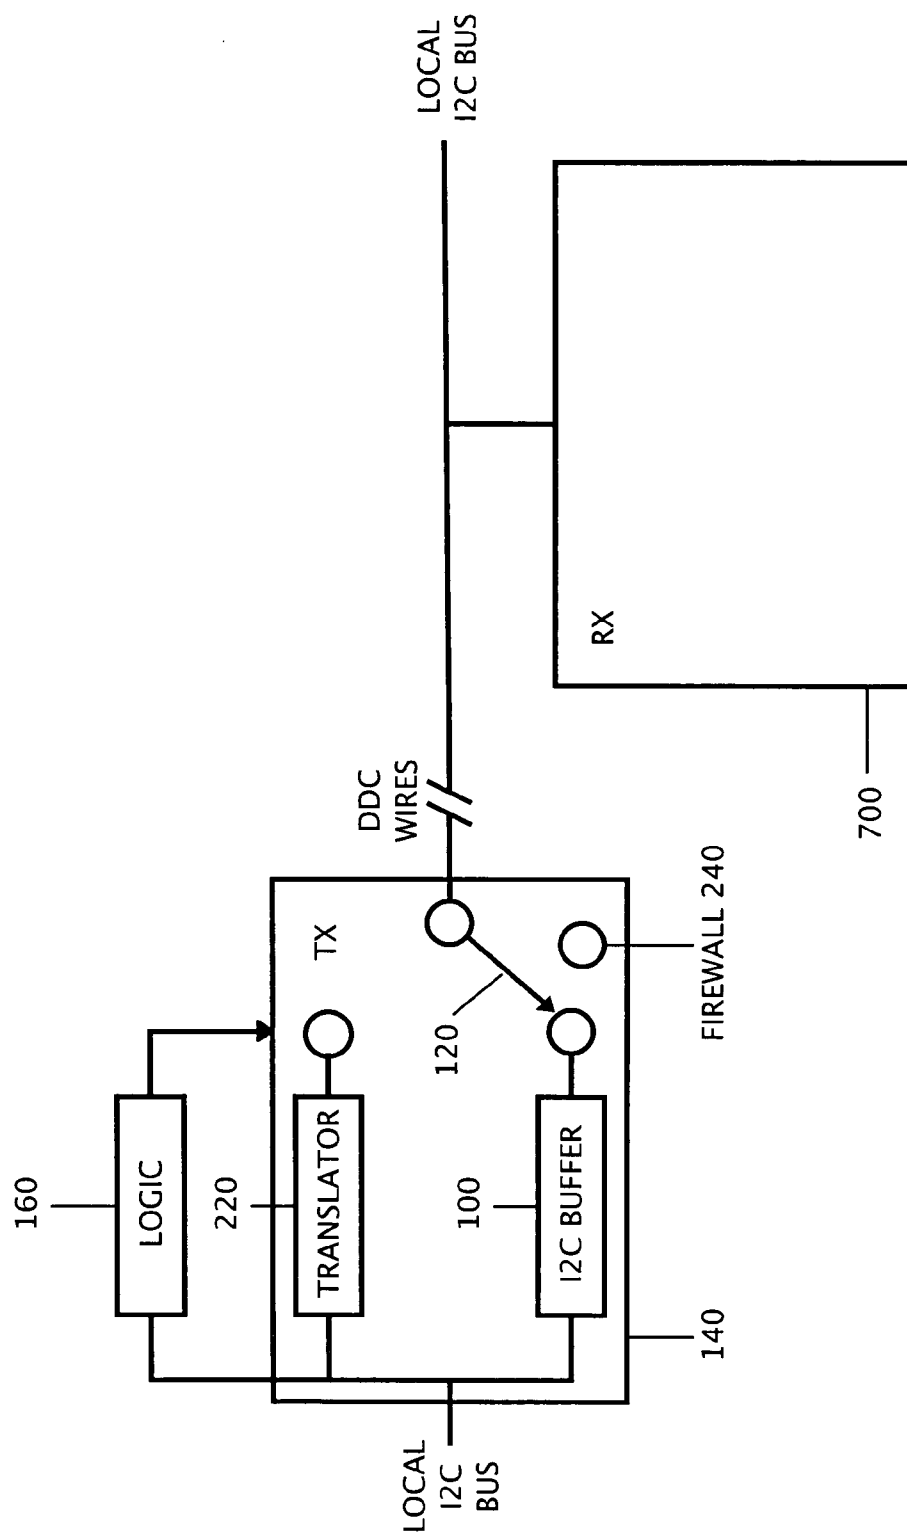 LOCAL
I2C BUS
DDC
WIRES
RX
700
TX
120
FIREWALL 240
160
LOGIC
220
TRANSLATOR
100
I2C BUFFER
140
LOCAL
I2C
BUS